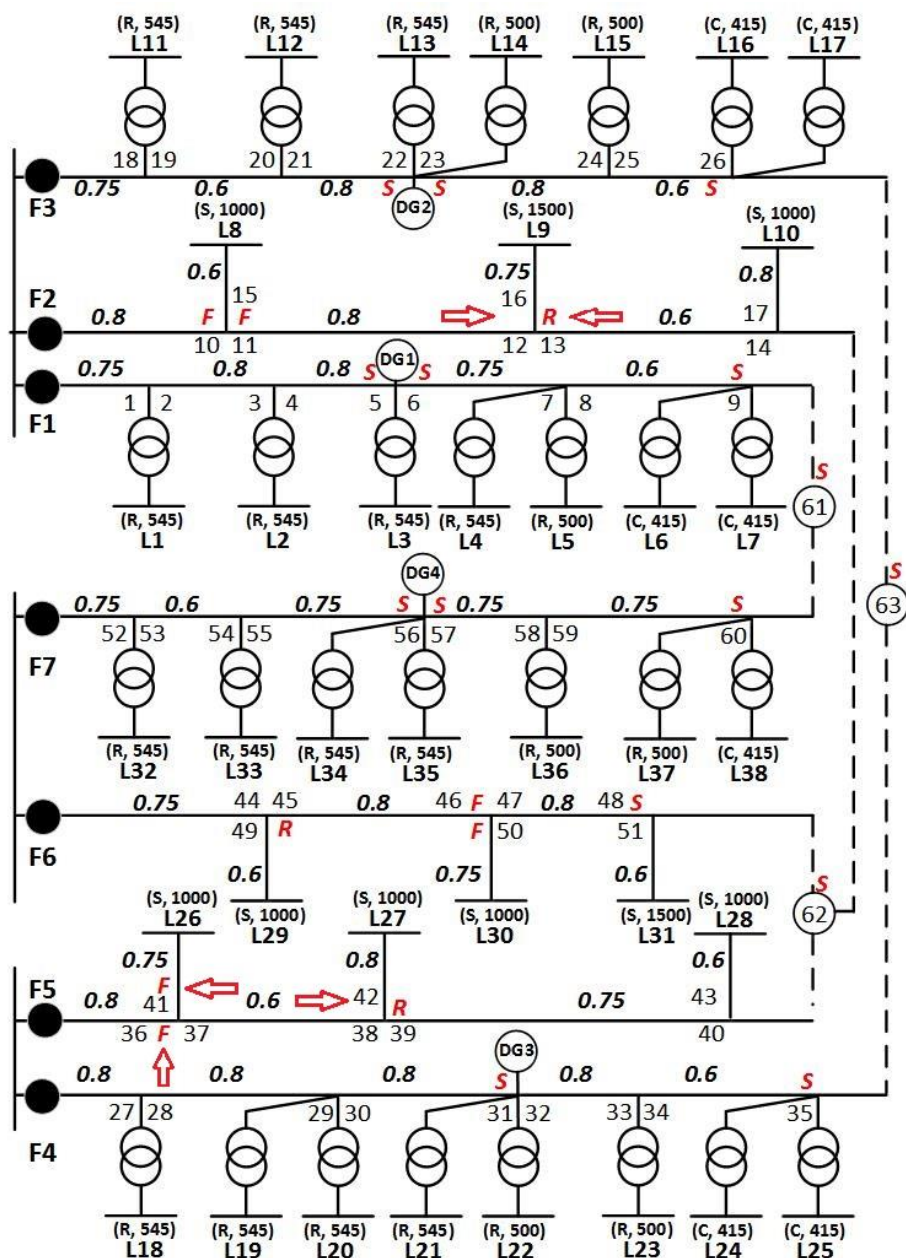 (R, 545) (R, 545) (R, 545) (R, 500) (R, 500) (C, 415) (C, 415)
L11 L12 L13 L14 L15 L16 L17
18 19 20 21 22 23 24 25 26
F3 0.75 0.6 0.8 S S 0.8 0.6 S
DG2
(S, 1000) (S, 1500) (S, 1000)
L8 L9 L10
0.6 0.75 0.8
F2 15 16 17
0.8 F F 0.8 R 0.6
10 11 12 13 14
DG1
0.75 0.8 0.8 S S 0.75 0.6 S
F1 1 2 3 4 5 6 7 8 9
S
61
(R, 545) (R, 545) (R, 545) (R, 545) (R, 500) (C, 415) (C, 415)
L1 L2 L3 L4 L5 L6 L7
DG4
S
63
0.75 0.6 0.75 S S 0.75 0.75 S
52 53 54 55 56 57 58 59 60
F7
(R, 545) (R, 545) (R, 545) (R, 545) (R, 500) (R, 500) (C, 415)
L32 L33 L34 L35 L36 L37 L38
0.75 44 45 0.8 46 F 47 0.8 48 S
49 R F 50 51
F6
0.6 0.75 0.6
S
62
(S, 1000) (S, 1000) (S, 1500)
L29 L30 L31
(S, 1000) (S, 1000) (S, 1000)
L26 L27 L28
0.75 0.8 0.6
F5 F
0.8 41 0.6 42 R 0.75 43
36 F 37 38 39 40
DG3
0.8 0.8 0.8 S 0.8 0.6 S
27 28 29 30 31 32 33 34 35
F4
(R, 545) (R, 545) (R, 545) (R, 545) (R, 500) (R, 500) (C, 415) (C, 415)
L18 L19 L20 L21 L22 L23 L24 L25